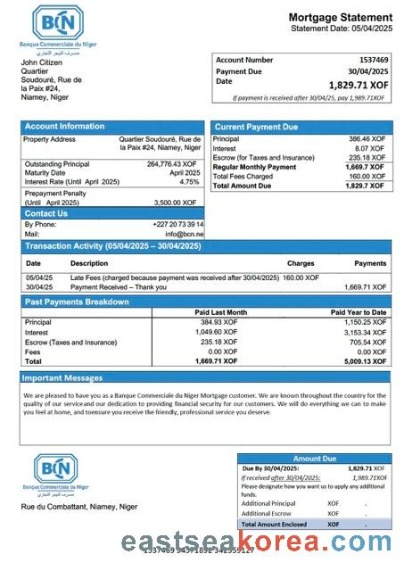 BCN
Banque Commerciale du Niger
مصرف النيجر التجاري
Mortgage Statement
Statement Date: 05/04/2025
John Citizen
Quartier
Soudouré, Rue de
la Paix #24,
Niamey, Niger
Account Number 1537469
Payment Due 30/04/2025
Date
1,829.71 XOF
If payment is received after 30/04/25, pay 1,989.71XOF
Account Information
Property Address Quartier Soudouré, Rue de
la Paix #24, Niamey, Niger
Outstanding Principal 264,776.43 XOF
Maturity Date April 2025
Interest Rate (Until April 2025) 4.75%
Prepayment Penalty
(Until April 2025) 3,500.00 XOF
Contact Us
By Phone: +227 20 73 39 14
Mail: info@bcn.ne
Current Payment Due
Principal 386.46 XOF
Interest 8.07 XOF
Escrow (for Taxes and Insurance) 235.18 XOF
Regular Monthly Payment 1,669.7 XOF
Total Fees Charged 160.00 XOF
Total Amount Due 1,829.7 XOF
Transaction Activity (05/04/2025 – 30/04/2025)
Date Description Charges Payments
05/04/25 Late Fees (charged because payment was received after 30/04/2025) 160.00 XOF
30/04/25 Payment Received – Thank you 1,669.71 XOF
Past Payments Breakdown
Paid Last Month Paid Year to Date
Principal 384.93 XOF 1,150.25 XOF
Interest 1,049.60 XOF 3,153.34 XOF
Escrow (Taxes and Insurance) 235.18 XOF 705.54 XOF
Fees 0.00 XOF 0.00 XOF
Total 1,669.71 XOF 5,009.13 XOF
Important Messages
We are pleased to have you as a Banque Commerciale du Niger Mortgage customer. We are known throughout the country for the
quality of our service and our dedication to providing financial security for our customers. We will do everything we can to make
you feel at home, and toensure you receive the friendly, professional service you deserve.
BCN
Banque Commerciale du Niger
مصرف النيجر التجاري
Rue du Combattant, Niamey, Niger
Amount Due
Due By 30/04/2025: 1,829.71 XOF
If received after 30/04/2025: 1,989.71XOF
Please designate how you want us to apply any additional
funds.
Additional Principal XOF .
Additional Escrow XOF .
Total Amount Enclosed XOF .
eastseakorea.com